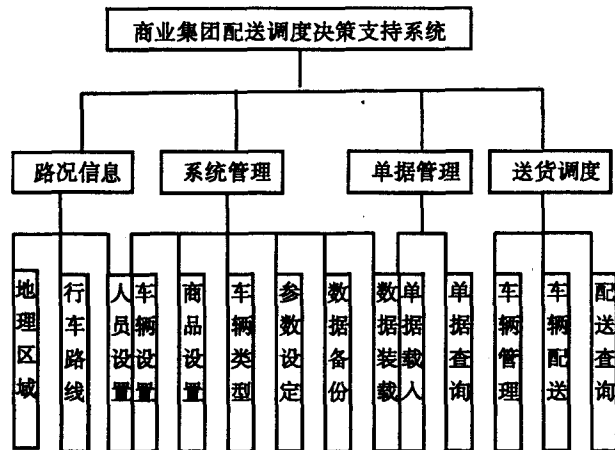 商业集团配送调度决策支持系统
路况信息
系统管理
单据管理
送货调度
地理区域
行车路线
人员设置
车辆设置
商品设置
车辆类型
参数设定
数据备份
数据装载
单据载入
单据查询
车辆管理
车辆配送
配送查询